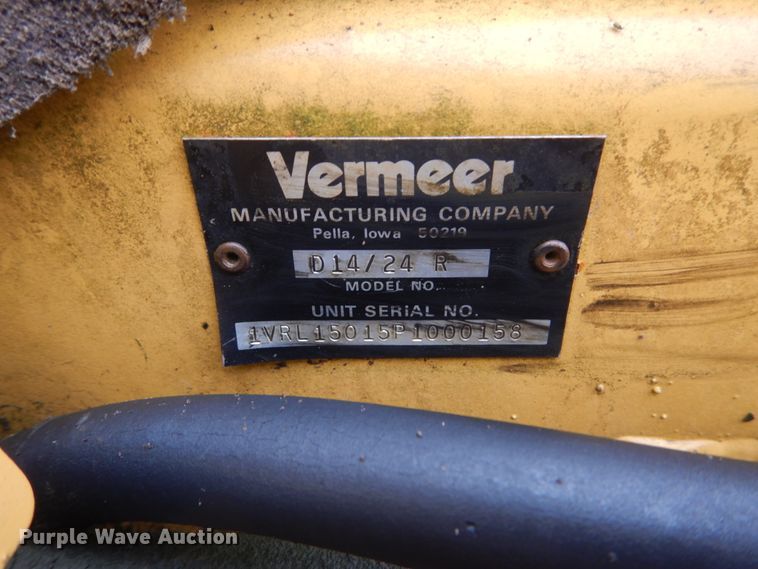 Vermeer
MANUFACTURING COMPANY
Pella, Iowa 50219
D14/24 R
MODEL NO.
UNIT SERIAL NO.
1VRL15015P1000158
Purple Wave Auction